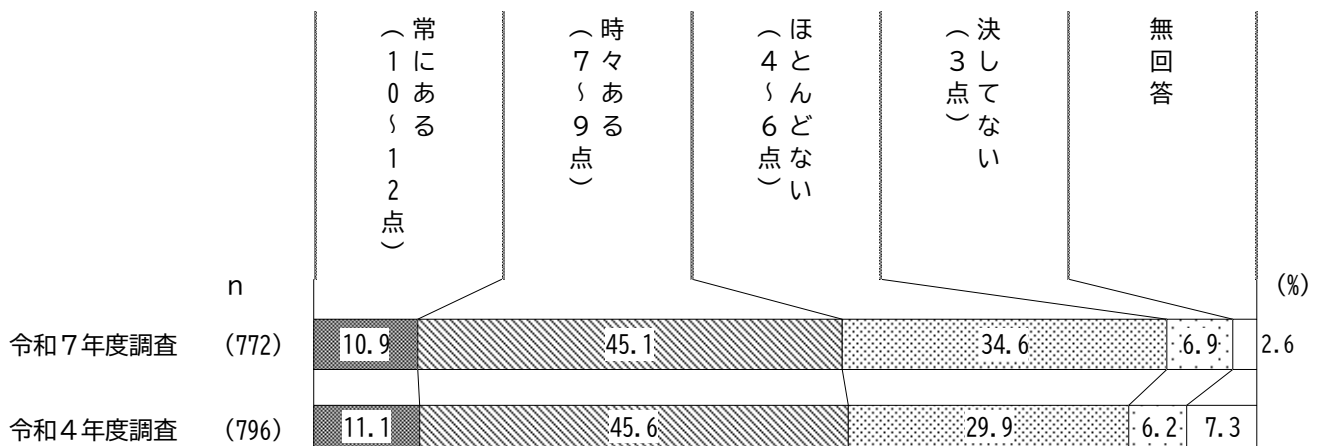 常にある
（10～12点）
時々ある
（7～9点）
ほとんどない
（4～6点）
決してない
（3点）
無回答
n
(%)
令和７年度調査 (772) 10.9 45.1 34.6 6.9 2.6
令和４年度調査 (796) 11.1 45.6 29.9 6.2 7.3